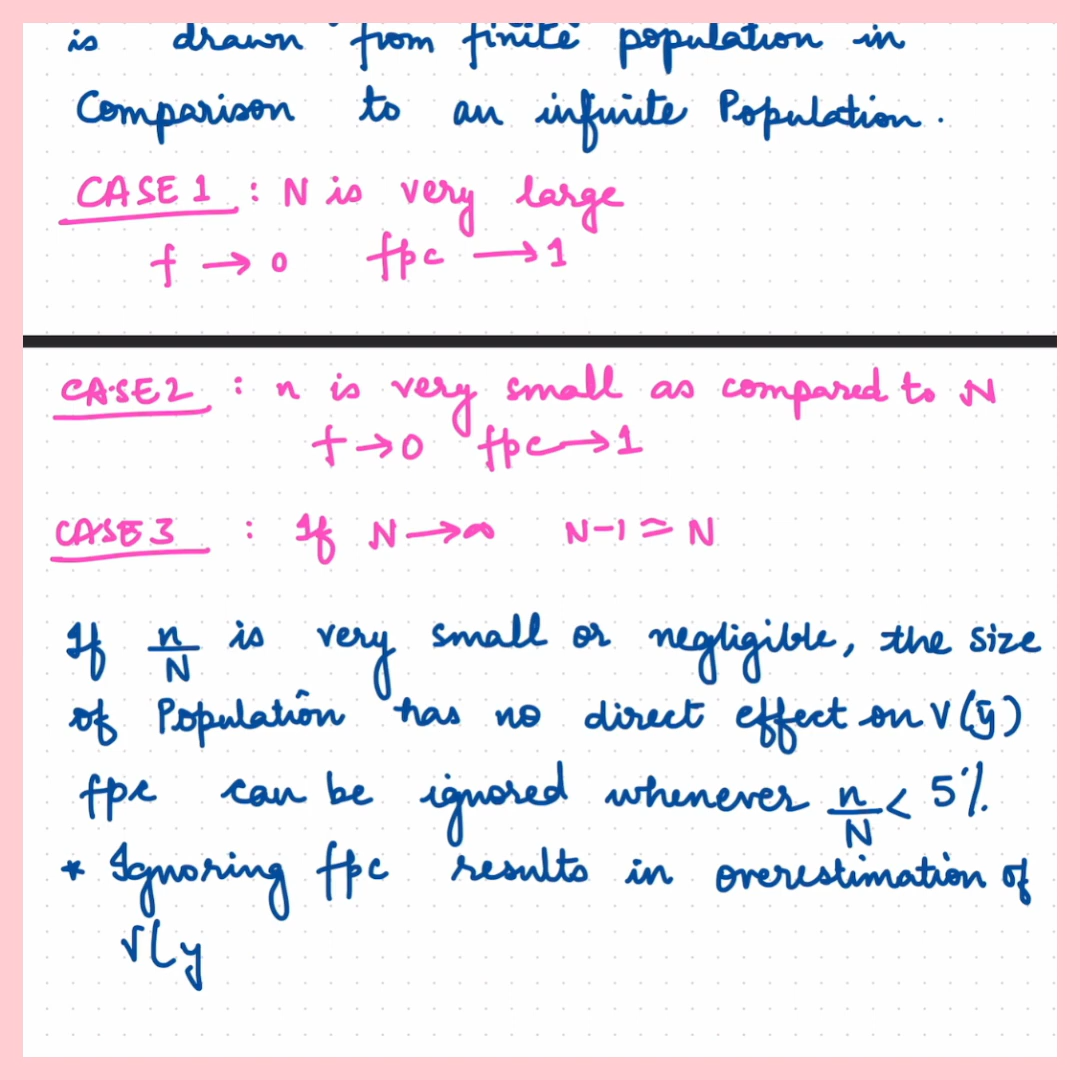 is drawn from finite population in
Comparison to an infinite Population.
CASE 1 : N is very large
f → 0 fpc → 1
CASE 2 : n is very small as compared to N
f → 0 fpc → 1
CASE 3 : If N → ∞ N-1 ≃ N
If n/N is very small or negligible, the size
of Population has no direct effect on V(ȳ)
fpc can be ignored whenever n/N < 5%.
* Ignoring fpc results in overestimation of
V(y